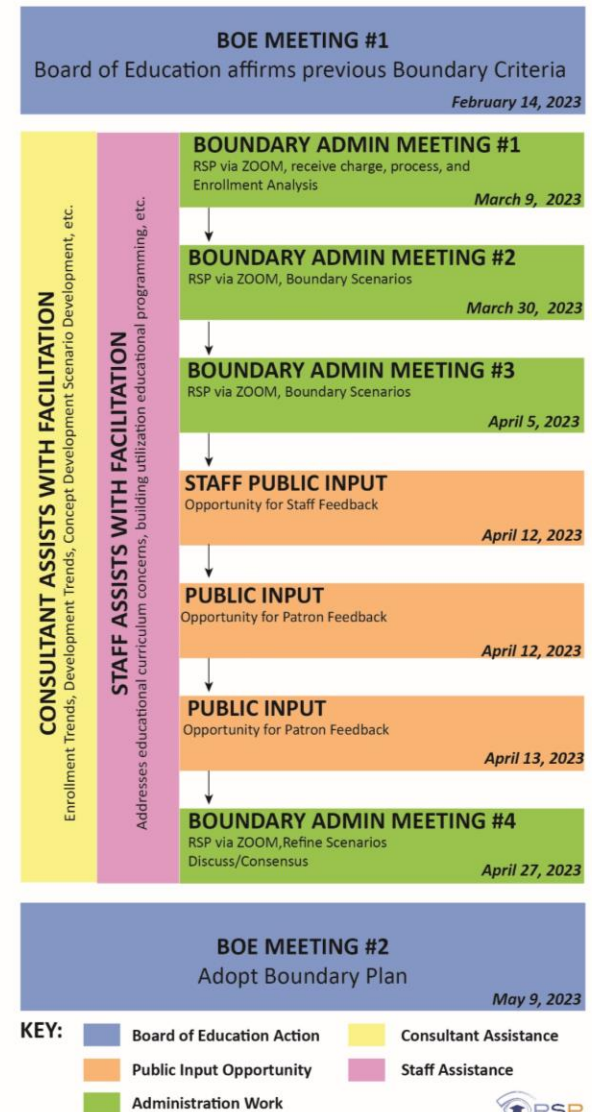 BOE MEETING #1
Board of Education affirms previous Boundary Criteria
February 14, 2023
CONSULTANT ASSISTS WITH FACILITATION
Enrollment Trends, Development Trends, Concept Development Scenario Development, etc.
STAFF ASSISTS WITH FACILITATION
Addresses educational curriculum concerns, building utilization educational programming, etc.
BOUNDARY ADMIN MEETING #1
RSP via ZOOM, receive charge, process, and
Enrollment Analysis
March 9, 2023
BOUNDARY ADMIN MEETING #2
RSP via ZOOM, Boundary Scenarios
March 30, 2023
BOUNDARY ADMIN MEETING #3
RSP via ZOOM, Boundary Scenarios
April 5, 2023
STAFF PUBLIC INPUT
Opportunity for Staff Feedback
April 12, 2023
PUBLIC INPUT
Opportunity for Patron Feedback
April 12, 2023
PUBLIC INPUT
Opportunity for Patron Feedback
April 13, 2023
BOUNDARY ADMIN MEETING #4
RSP via ZOOM,Refine Scenarios
Discuss/Consensus
April 27, 2023
BOE MEETING #2
Adopt Boundary Plan
May 9, 2023
KEY:
Board of Education Action
Consultant Assistance
Public Input Opportunity
Staff Assistance
Administration Work
RSP